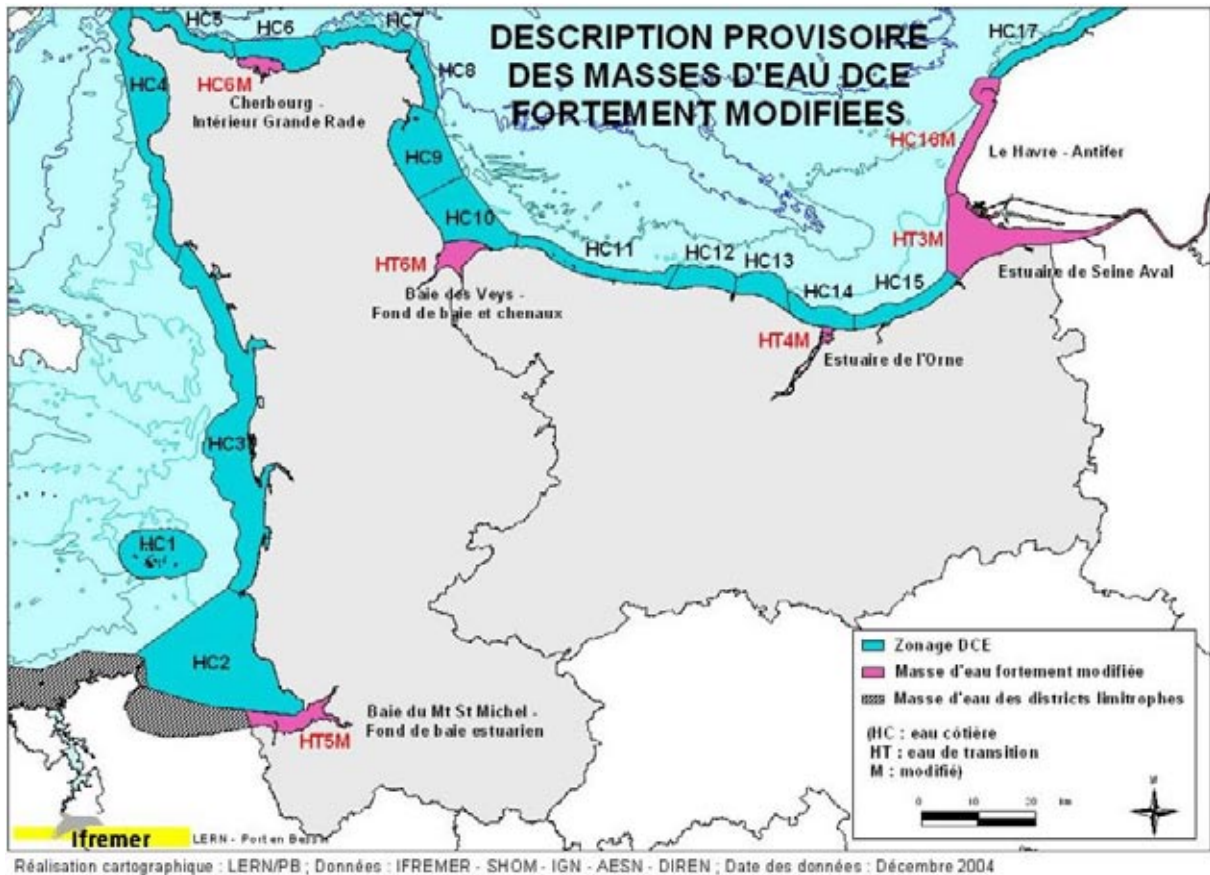 DESCRIPTION PROVISOIRE
DES MASSES D'EAU DCE
FORTEMENT MODIFIEES
HC5
HC6
HC7
HC17
HC4
HC6M
Cherbourg -
Intérieur Grande Rade
HC8
HC9
HC10
HC16M
Le Havre - Antifer
HT6M
Baie des Veys -
Fond de baie et chenaux
HC11
HC12
HC13
HC14
HC15
HT3M
Estuaire de Seine Aval
HT4M
Estuaire de l'Orne
HC3
HC1
HC2
Baie du Mt St Michel -
Fond de baie estuarien
HT5M
Zonage DCE
Masse d'eau fortement modifiée
Masse d'eau des districts limitrophes
(HC : eau côtière
HT : eau de transition
M : modifié)
0 10 20 km
N
Ifremer
LERN - Port en Bessin
Réalisation cartographique : LERN/PB ; Données : IFREMER - SHOM - IGN - AESN - DIREN ; Date des données : Décembre 2004